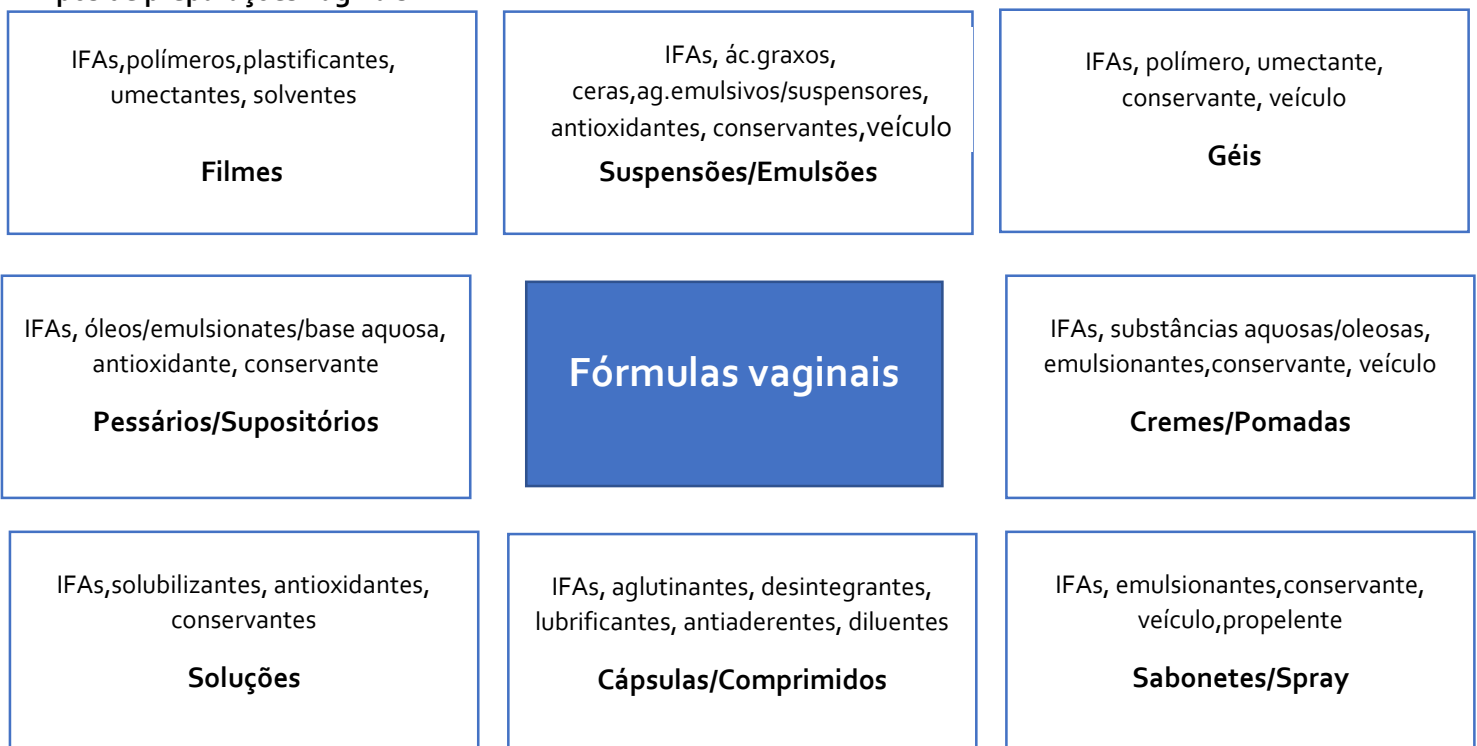 IFAs,polímeros,plastificantes,
umectantes, solventes
Filmes
IFAs, ác.graxos,
ceras,ag.emulsivos/suspensores,
antioxidantes, conservantes,veículo
Suspensões/Emulsões
IFAs, polímero, umectante,
conservante, veículo
Géis
IFAs, óleos/emulsionates/base aquosa,
antioxidante, conservante
Pessários/Supositórios
Fórmulas vaginais
IFAs, substâncias aquosas/oleosas,
emulsionantes,conservante, veículo
Cremes/Pomadas
IFAs,solubilizantes, antioxidantes,
conservantes
Soluções
IFAs, aglutinantes, desintegrantes,
lubrificantes, antiaderentes, diluentes
Cápsulas/Comprimidos
IFAs, emulsionantes,conservante,
veículo,propelente
Sabonetes/Spray